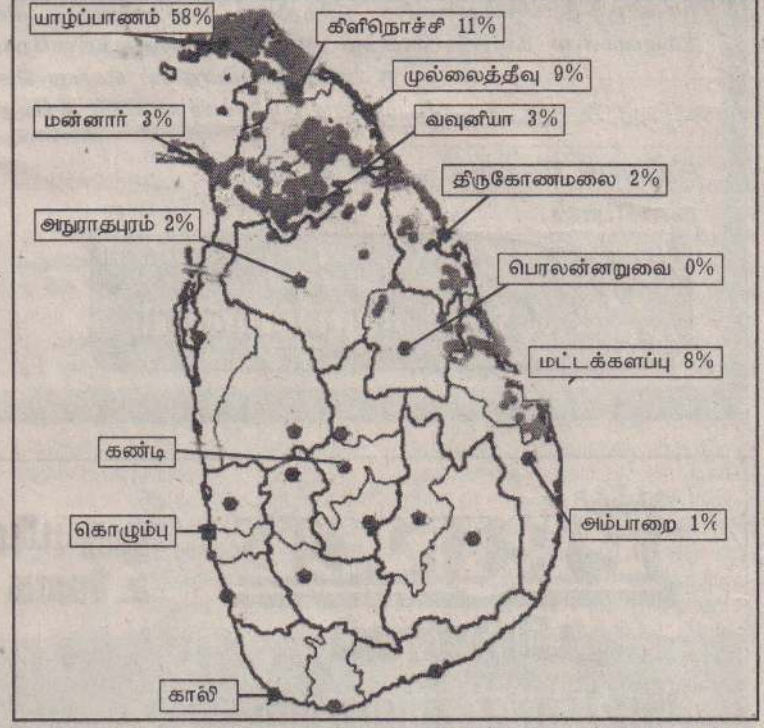 யாழ்ப்பாணம் 58%
கிளிநொச்சி 11%
முல்லைத்தீவு 9%
மன்னார் 3%
வவுனியா 3%
திருகோணமலை 2%
அநுராதபுரம் 2%
பொலன்னறுவை 0%
மட்டக்களப்பு 8%
கண்டி
கொழும்பு
அம்பாறை 1%
காலி